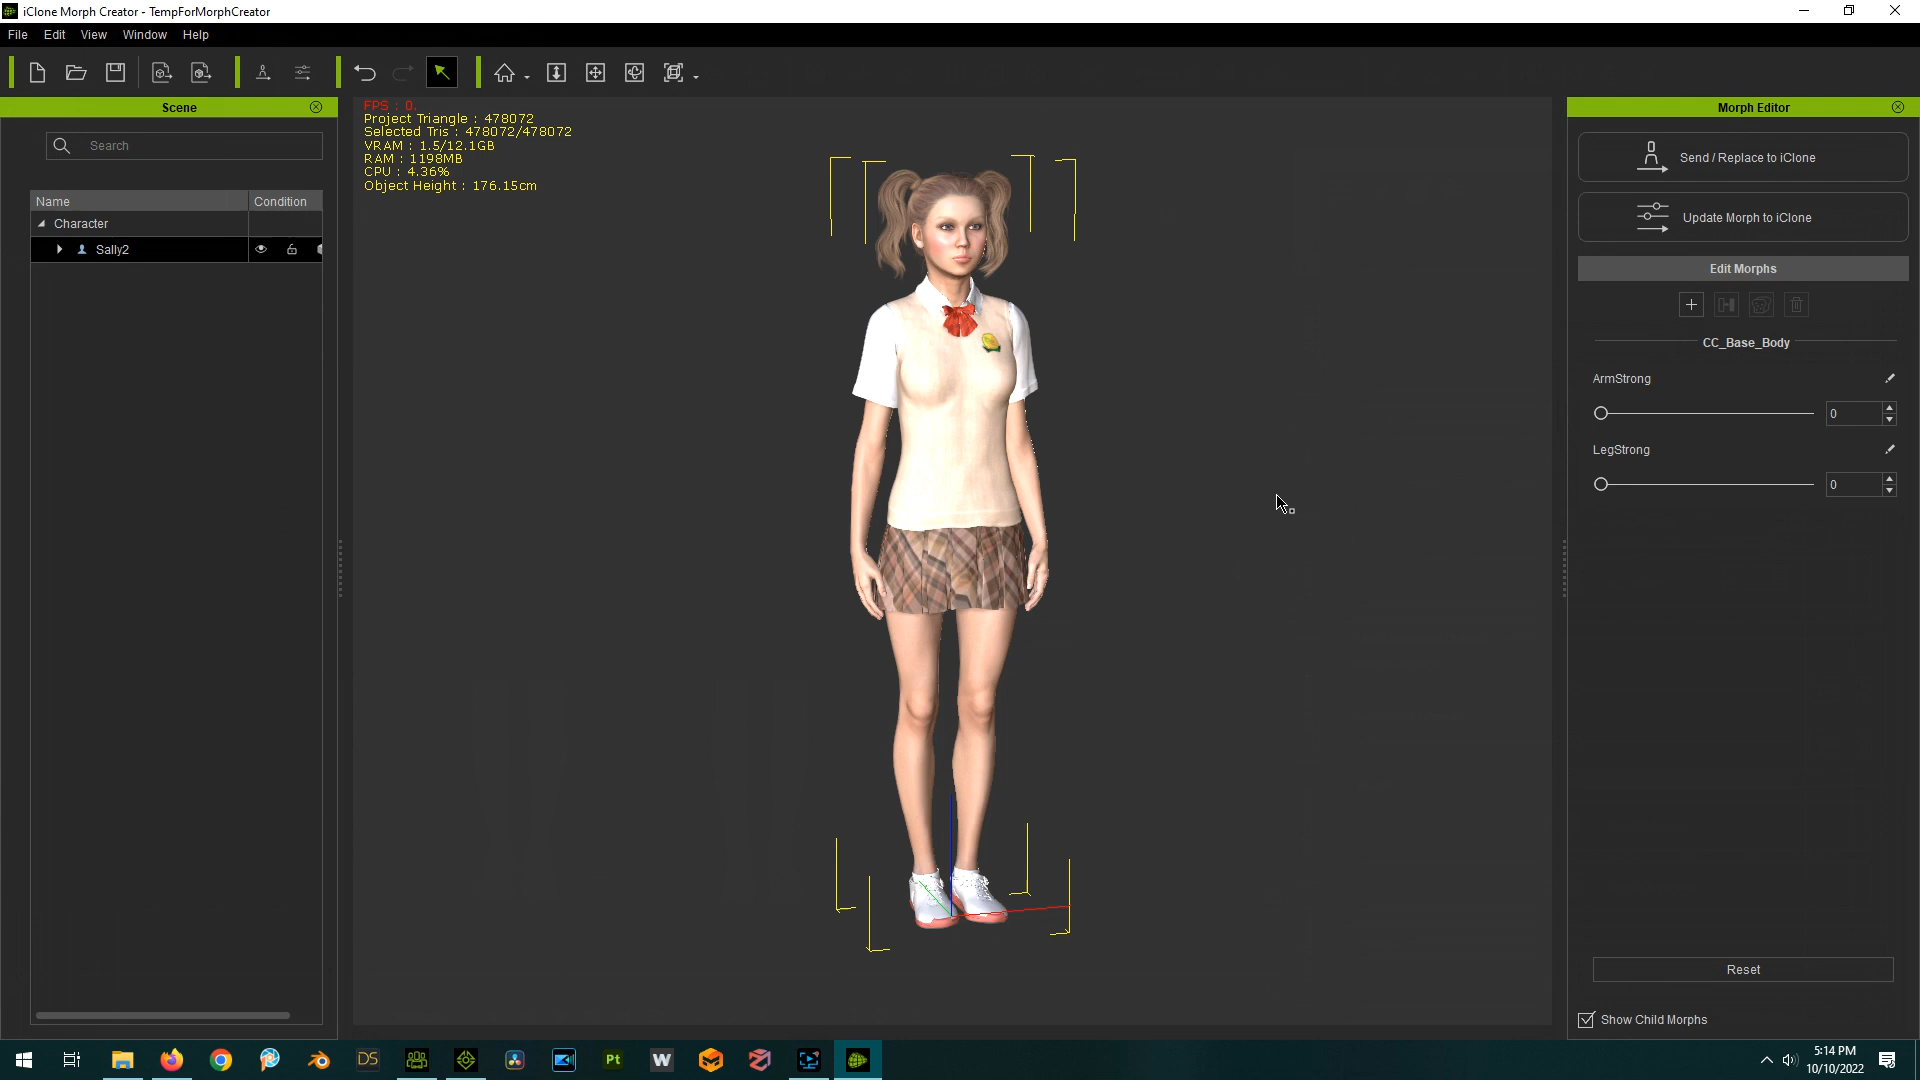 iClone Morph Creator - TempForMorphCreator
File Edit View Window Help
Scene
Search
Name Condition
Character
Sally2
FPS : 0.
Project Triangle : 478072
Selected Tris : 478072/478072
VRAM : 1.5/12.1GB
RAM : 1198MB
CPU : 4.36%
Object Height : 176.15cm
Morph Editor
Send / Replace to iClone
Update Morph to iClone
Edit Morphs
CC_Base_Body
ArmStrong
0
LegStrong
0
Reset
Show Child Morphs
DS
Pt
W
5:14 PM
10/10/2022